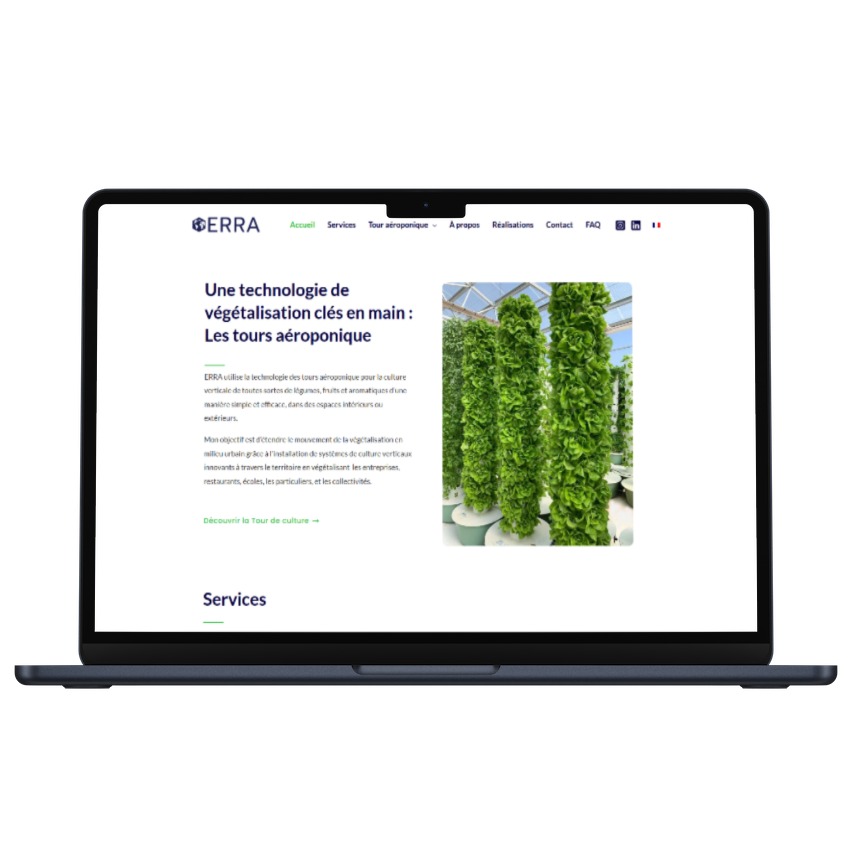 ERRA
Accueil Services Tour aéroponique À propos Réalisations Contact FAQ
Une technologie de
végétalisation clés en main :
Les tours aéroponique
ERRA utilise la technologie des tours aéroponique pour la culture
verticale de toutes sortes de légumes, fruits et aromatiques d'une
manière simple et efficace, dans des espaces intérieurs ou
extérieurs.
Mon objectif est d'étendre le mouvement de la végétalisation en
milieu urbain grâce à l'installation de systèmes de culture verticaux
innovants à travers le territoire en végétalisant les entreprises,
restaurants, écoles, les particuliers, et les collectivités.
Découvrir la Tour de culture →
Services